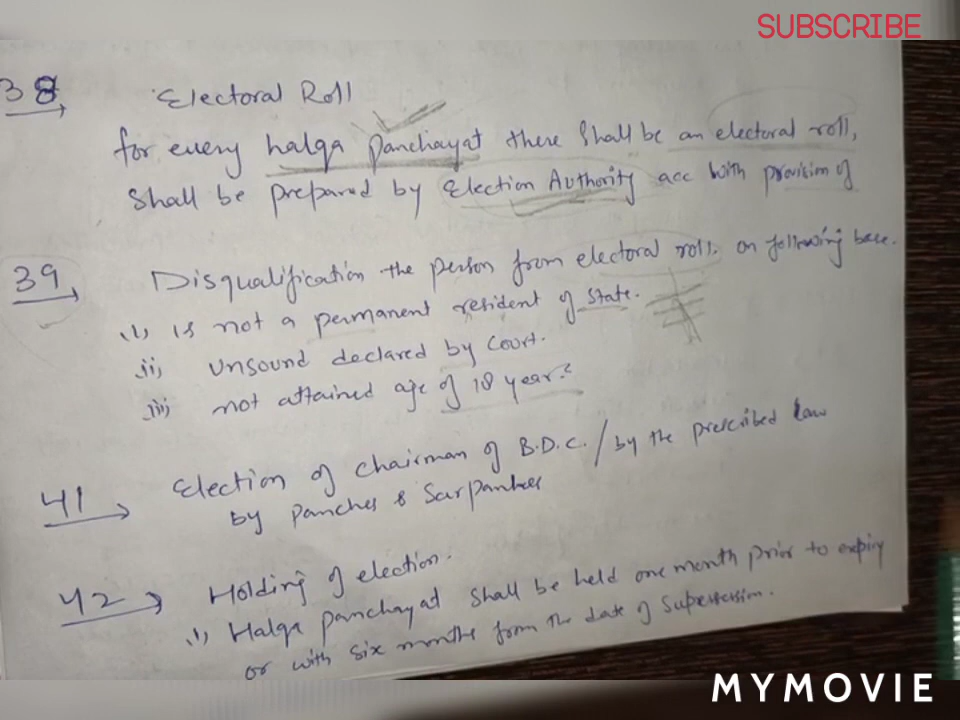 SUBSCRIBE
38 Electoral Roll
for every halqa panchayat there shall be an electoral roll,
shall be prepared by Election Authority acc with provision of
39 Disqualification the person from electoral roll. on following base.
(i) is not a permanent resident of state.
ii) unsound declared by court.
iii) not attained age of 18 year.
41 Election of chairman of B.D.C. / by the prescribed law
by panches & Sarpanches
42 Holding of election.
(i) Halqa panchayat shall be held one month prior to expiry
or with six months from the date of supersession.
MYMOVIE